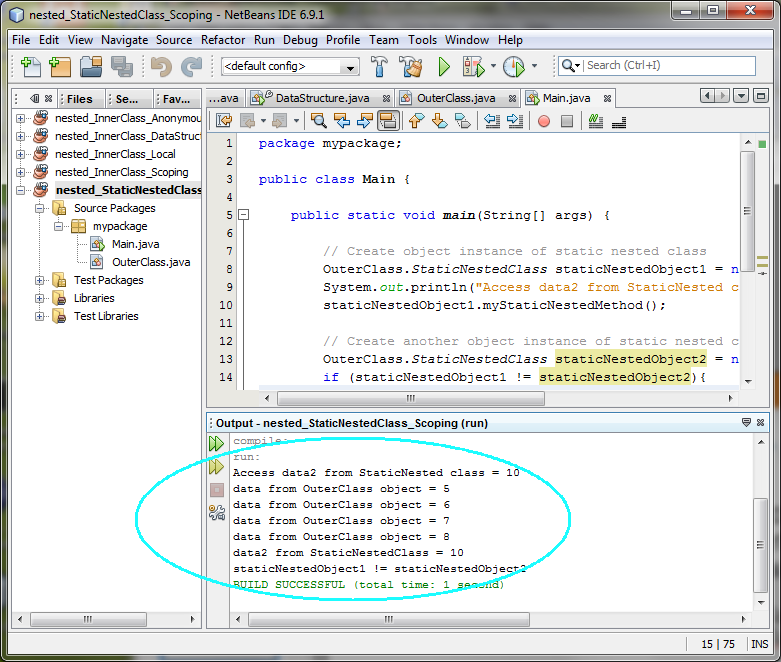 nested_StaticNestedClass_Scoping - NetBeans IDE 6.9.1
File Edit View Navigate Source Refactor Run Debug Profile Team Tools Window Help
<default config>
Search (Ctrl+I)
Files Se... Fav...
nested_InnerClass_Anonymou
nested_InnerClass_DataStruct
nested_InnerClass_Local
nested_InnerClass_Scoping
nested_StaticNestedClass
Source Packages
mypackage
Main.java
OuterClass.java
Test Packages
Libraries
Test Libraries
...ava DataStructure.java OuterClass.java Main.java
1 package mypackage;
2
3 public class Main {
4
5 public static void main(String[] args) {
6
7 // Create object instance of static nested class
8 OuterClass.StaticNestedClass staticNestedObject1 = n
9 System.out.println("Access data2 from StaticNested c
10 staticNestedObject1.myStaticNestedMethod();
11
12 // Create another object instance of static nested c
13 OuterClass.StaticNestedClass staticNestedObject2 = n
14 if (staticNestedObject1 != staticNestedObject2){
Output - nested_StaticNestedClass_Scoping (run)
compile:
run:
Access data2 from StaticNested class = 10
data from OuterClass object = 5
data from OuterClass object = 6
data from OuterClass object = 7
data from OuterClass object = 8
data2 from StaticNestedClass = 10
staticNestedObject1 != staticNestedObject2
BUILD SUCCESSFUL (total time: 1 second)
15 | 75 INS